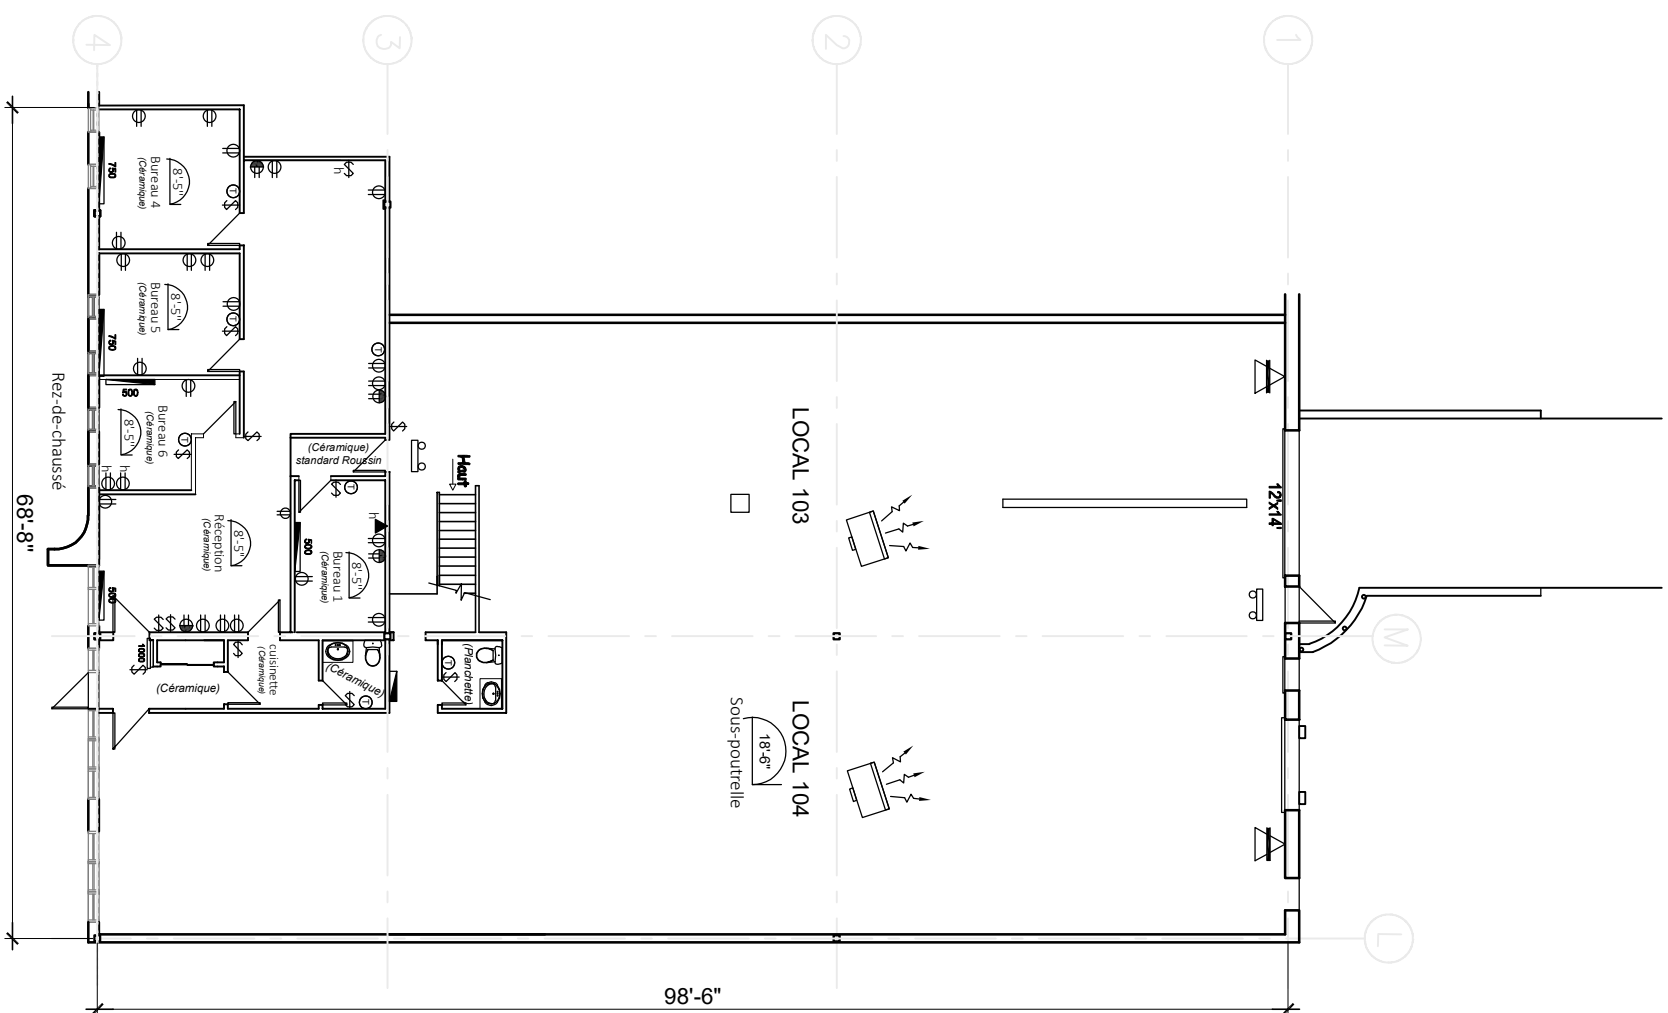 4
3
2
1
Bureau 4
(Céramique)
8'-5"
750
T
$
h
$
Bureau 5
(Céramique)
8'-5"
750
T
$
T
Bureau 6
(Céramique)
8'-5"
500
T
$
h
h
$
$
Rez-de-chaussé
68'-8"
(Céramique)
standard Roussin
Haut
T
$
h
Bureau 1
(Céramique)
8'-5"
500
Réception
(Céramique)
8'-5"
500
$
$
1000
$
(Céramique)
$
cuisinette
(Céramique)
(Céramique)
$
T
(Planchette)
T
$
LOCAL 103
12'x14'
M
LOCAL 104
18'-6"
Sous-poutrelle
L
98'-6"